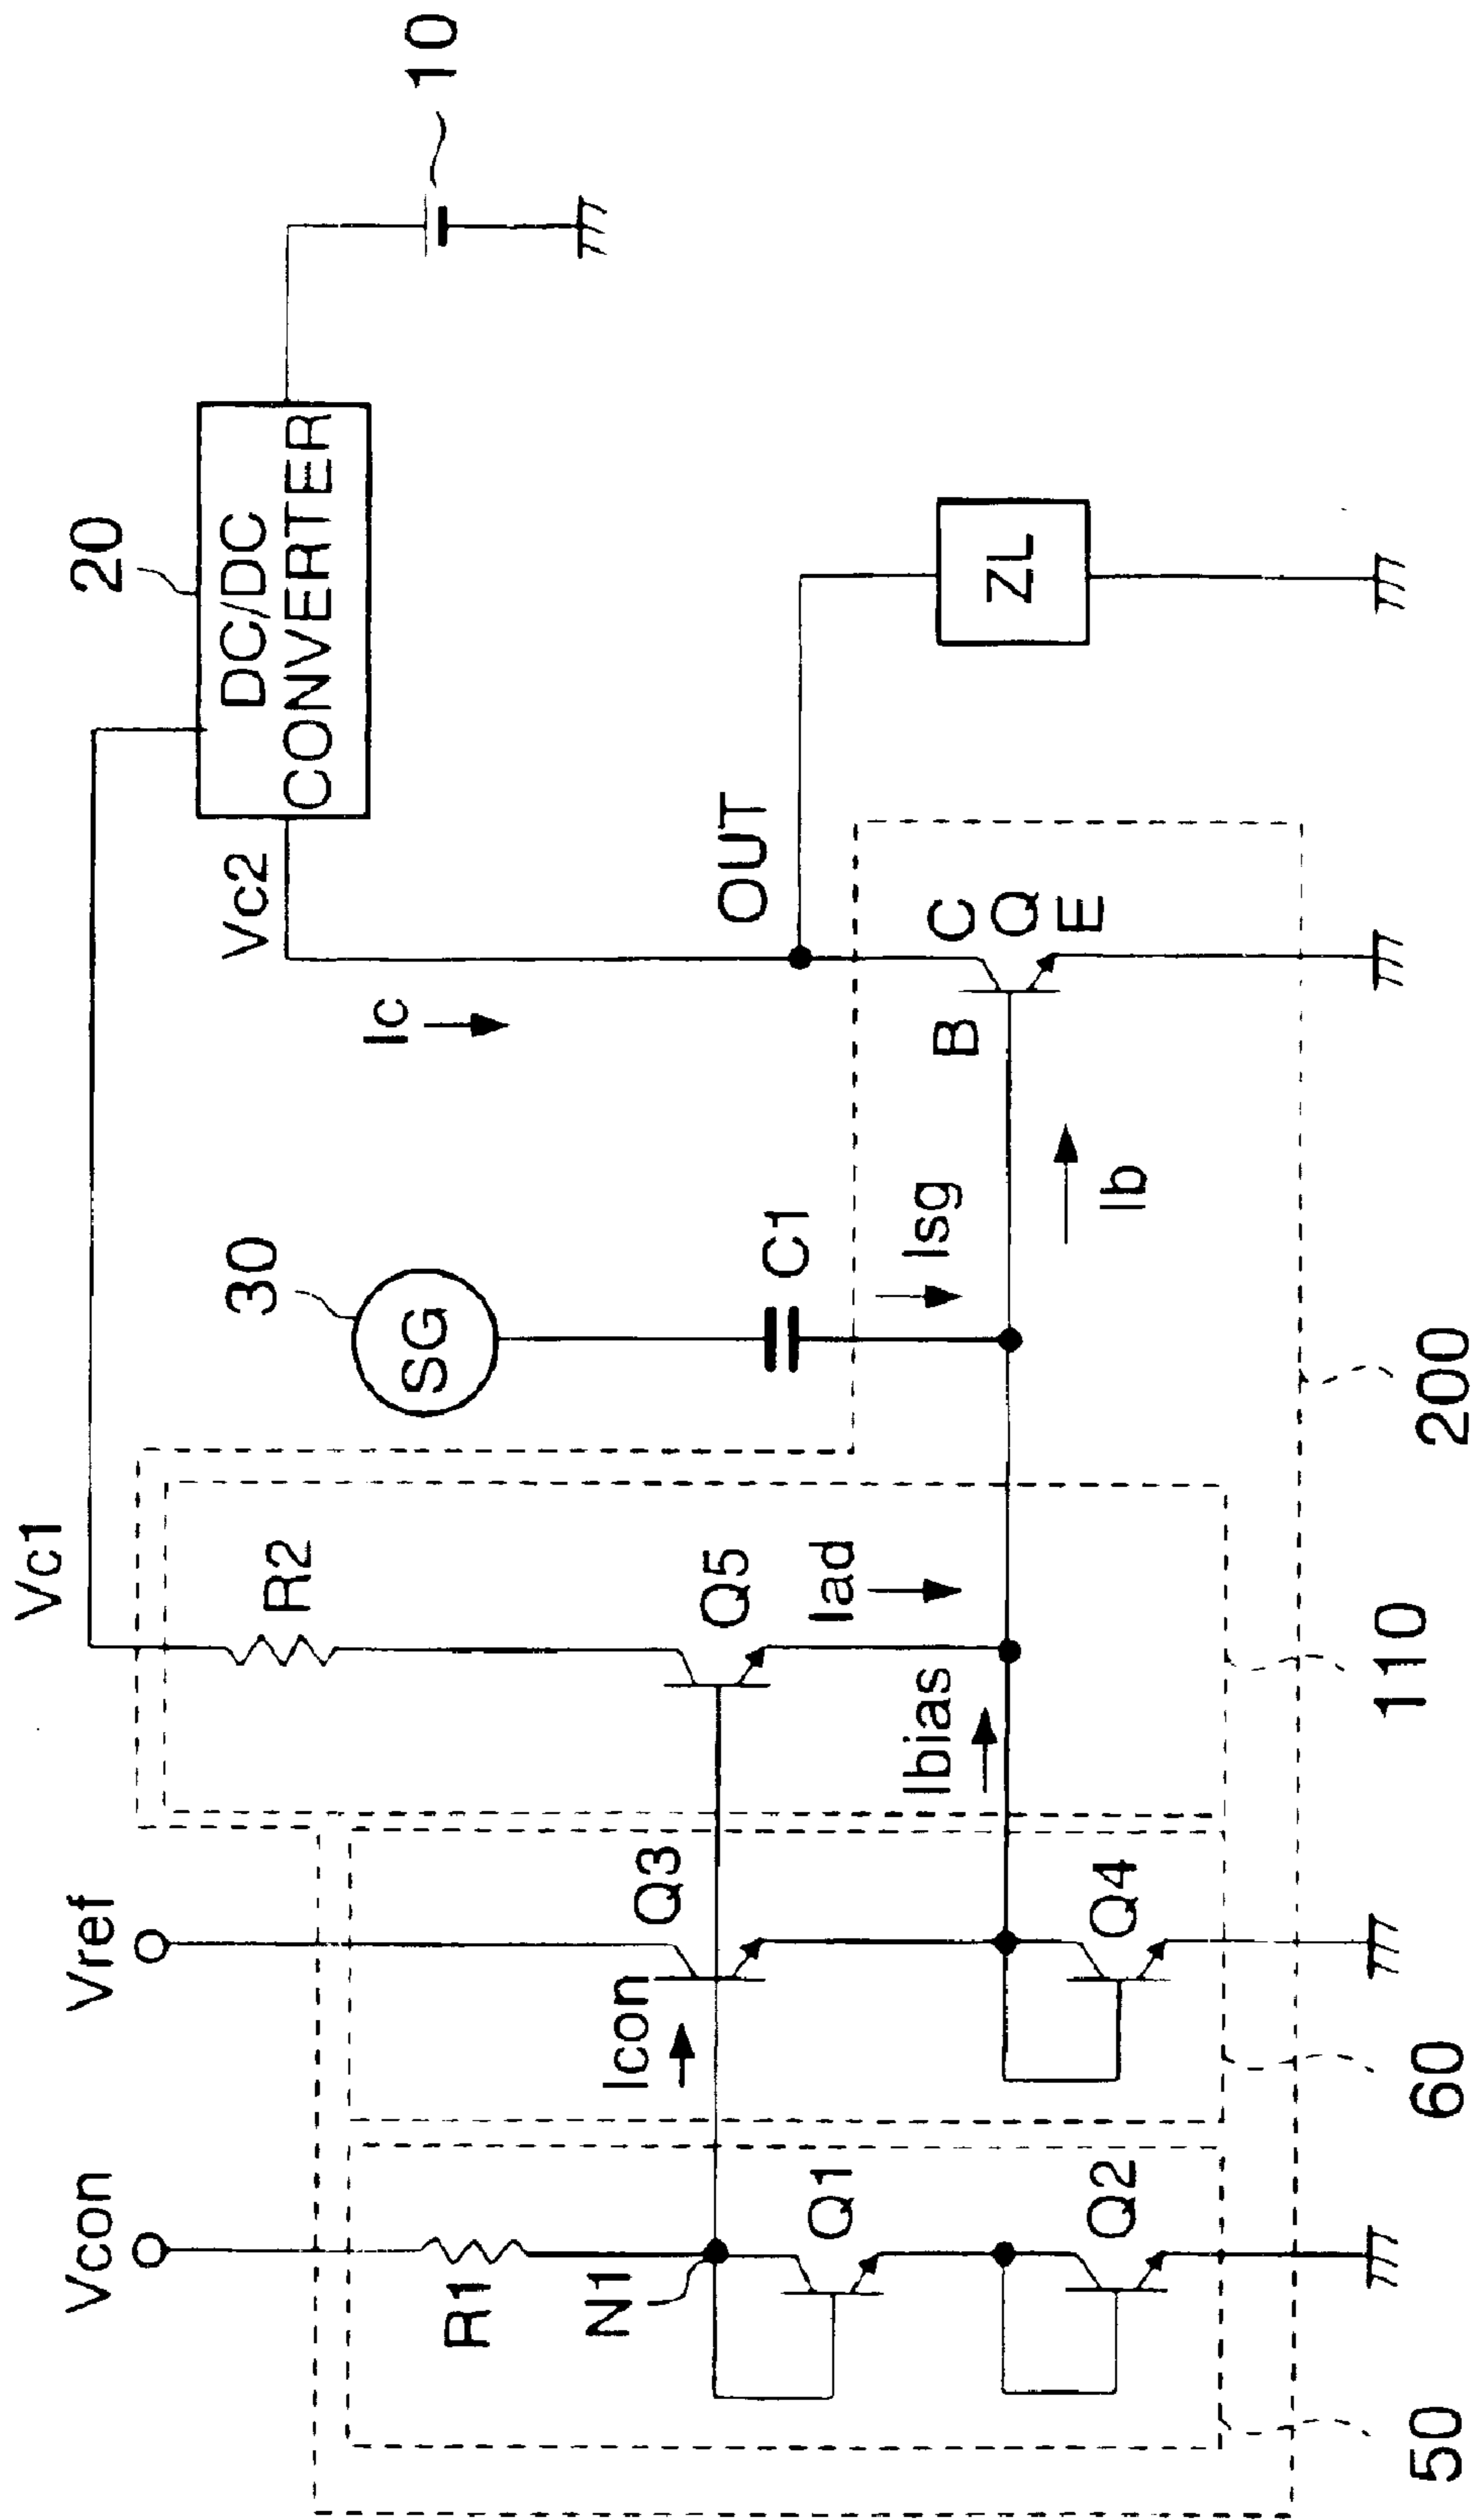 Vcon
Vref
Vc1
20
DC/DC
CONVERTER
10
Vc2
30
SG
Ic
R2
R1
C1
OUT
N1
Icon
Q3
Q5
Iad
Q1
Ibias
Isg
B
C
Q
E
ZL
Q2
Q4
Ib
50
60
110
200